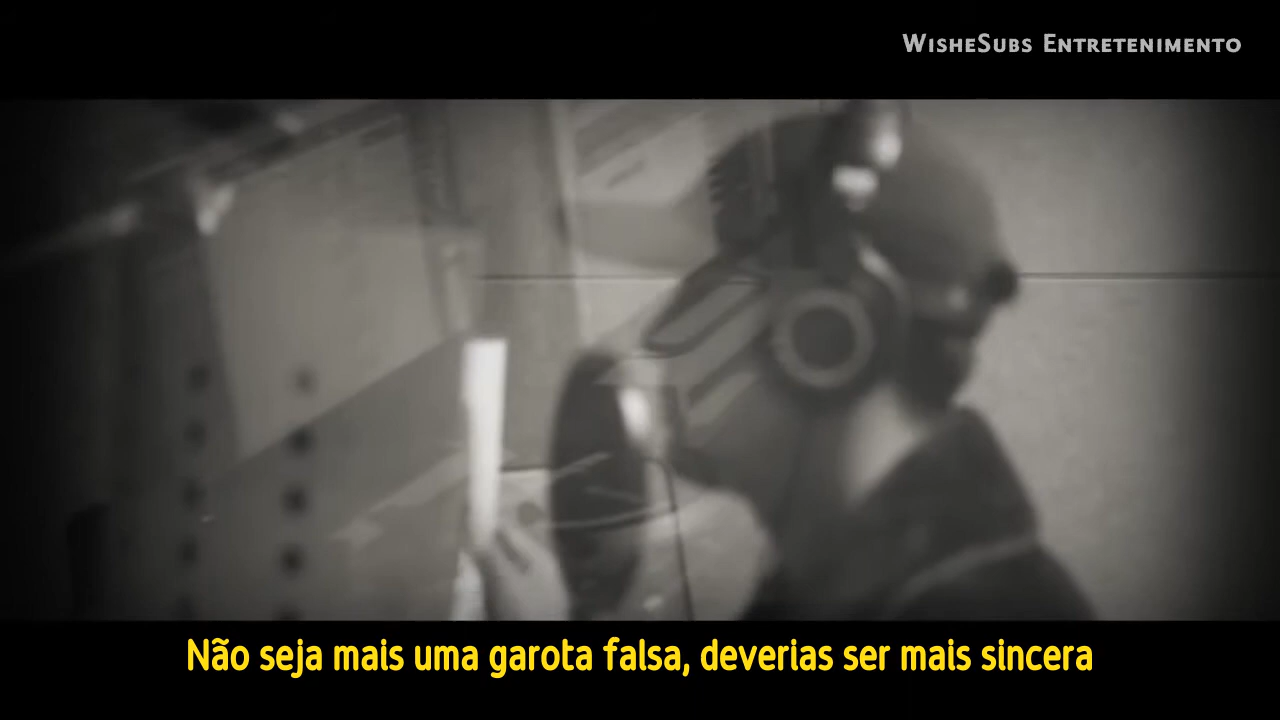 WisheSubs Entretenimento
Não seja mais uma garota falsa, deverias ser mais sincera